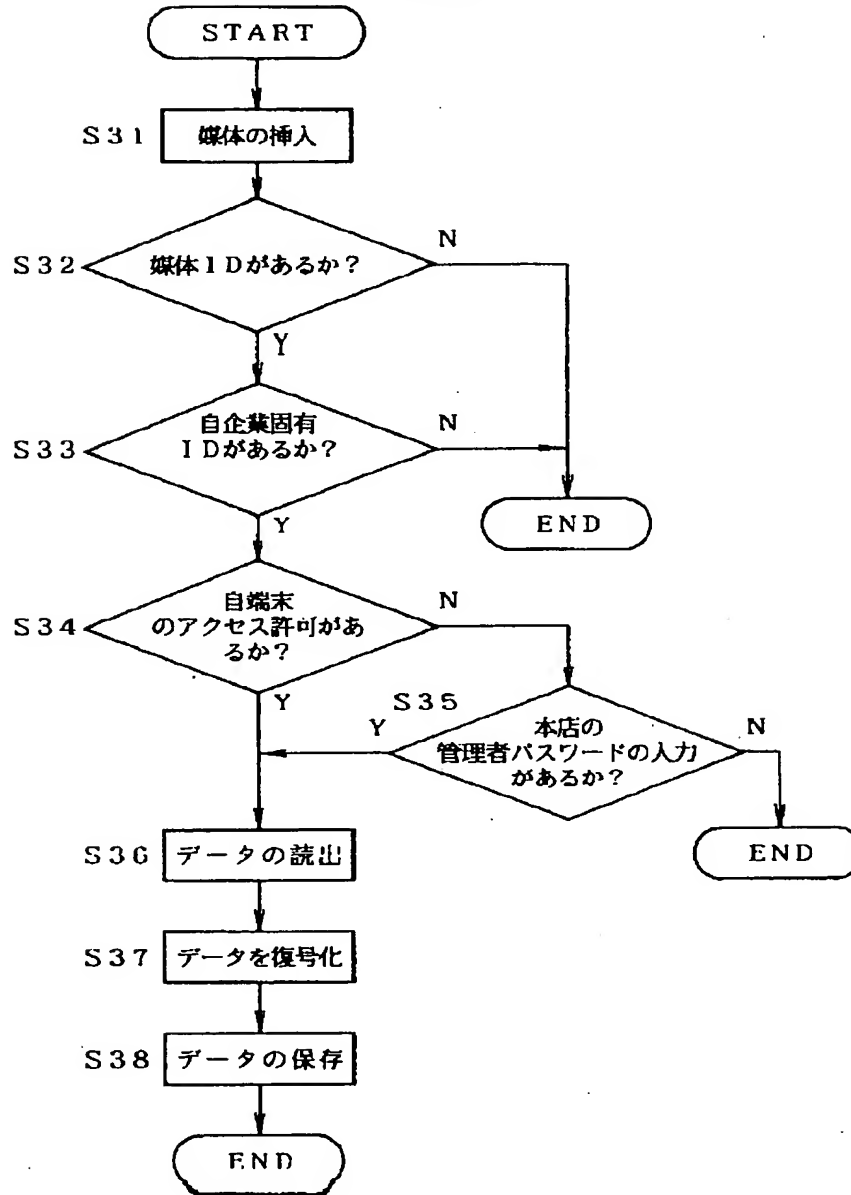 START
S31 媒体の挿入
N
S32 媒体IDがあるか?
Y
自企業固有
N
S33 IDがあるか?
END
Y
自端末
N
S34 のアクセス許可があ
るか?
Y
S35
Y 本店の N
管理者パスワードの入力
があるか?
END
S36 データの読出
S37 データを復号化
S38 データの保存
END